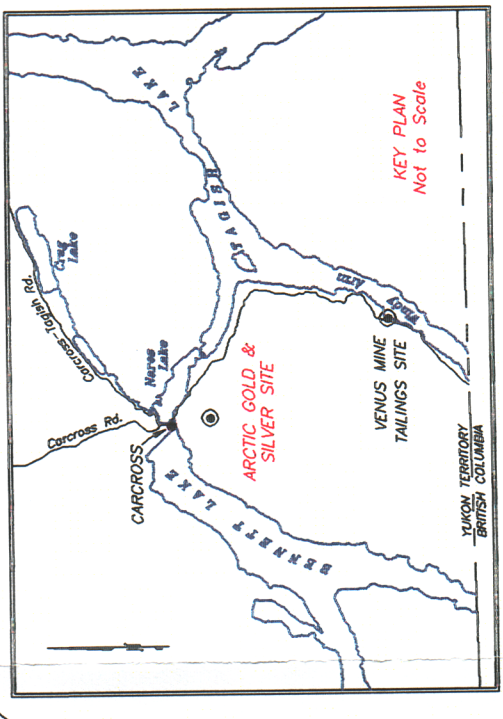 LAKE
TAGISH
KEY PLAN
Not to Scale
Crag
Lake
Carcross-Tagish Rd.
Nares
Lake
Windy
Arm
Carcross Rd.
CARCROSS
ARCTIC GOLD &
SILVER SITE
VENUS MINE
TAILINGS SITE
BENNETT LAKE
YUKON TERRITORY
BRITISH COLUMBIA